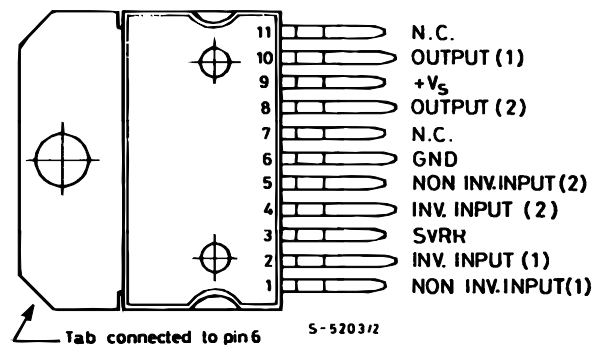 11 N.C.
10 OUTPUT (1)
9 +Vs
8 OUTPUT (2)
7 N.C.
6 GND
5 NON INV.INPUT(2)
4 INV. INPUT (2)
3 SVRR
2 INV. INPUT (1)
1 NON INV.INPUT(1)
Tab connected to pin 6 S-5203/2